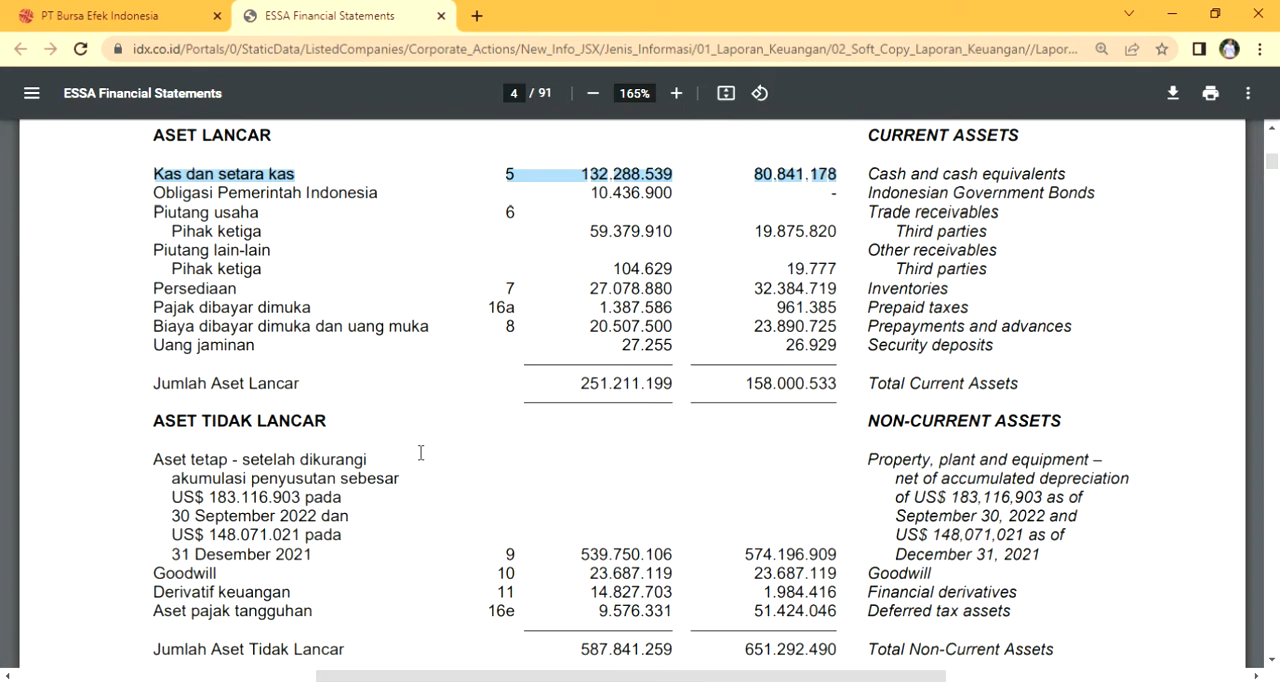 PT Bursa Efek Indonesia
ESSA Financial Statements
idx.co.id/Portals/0/StaticData/ListedCompanies/Corporate_Actions/New_Info_JSX/Jenis_Informasi/01_Laporan_Keuangan/02_Soft_Copy_Laporan_Keuangan//Lapor...
ESSA Financial Statements 4 / 91 165%
ASET LANCAR CURRENT ASSETS
Kas dan setara kas 5 132.288.539 80.841.178 Cash and cash equivalents
Obligasi Pemerintah Indonesia 10.436.900 - Indonesian Government Bonds
Piutang usaha 6 Trade receivables
Pihak ketiga 59.379.910 19.875.820 Third parties
Piutang lain-lain Other receivables
Pihak ketiga 104.629 19.777 Third parties
Persediaan 7 27.078.880 32.384.719 Inventories
Pajak dibayar dimuka 16a 1.387.586 961.385 Prepaid taxes
Biaya dibayar dimuka dan uang muka 8 20.507.500 23.890.725 Prepayments and advances
Uang jaminan 27.255 26.929 Security deposits
Jumlah Aset Lancar 251.211.199 158.000.533 Total Current Assets
ASET TIDAK LANCAR NON-CURRENT ASSETS
Aset tetap - setelah dikurangi Property, plant and equipment –
akumulasi penyusutan sebesar net of accumulated depreciation
US$ 183.116.903 pada of US$ 183,116,903 as of
30 September 2022 dan September 30, 2022 and
US$ 148.071.021 pada US$ 148,071,021 as of
31 Desember 2021 9 539.750.106 574.196.909 December 31, 2021
Goodwill 10 23.687.119 23.687.119 Goodwill
Derivatif keuangan 11 14.827.703 1.984.416 Financial derivatives
Aset pajak tangguhan 16e 9.576.331 51.424.046 Deferred tax assets
Jumlah Aset Tidak Lancar 587.841.259 651.292.490 Total Non-Current Assets